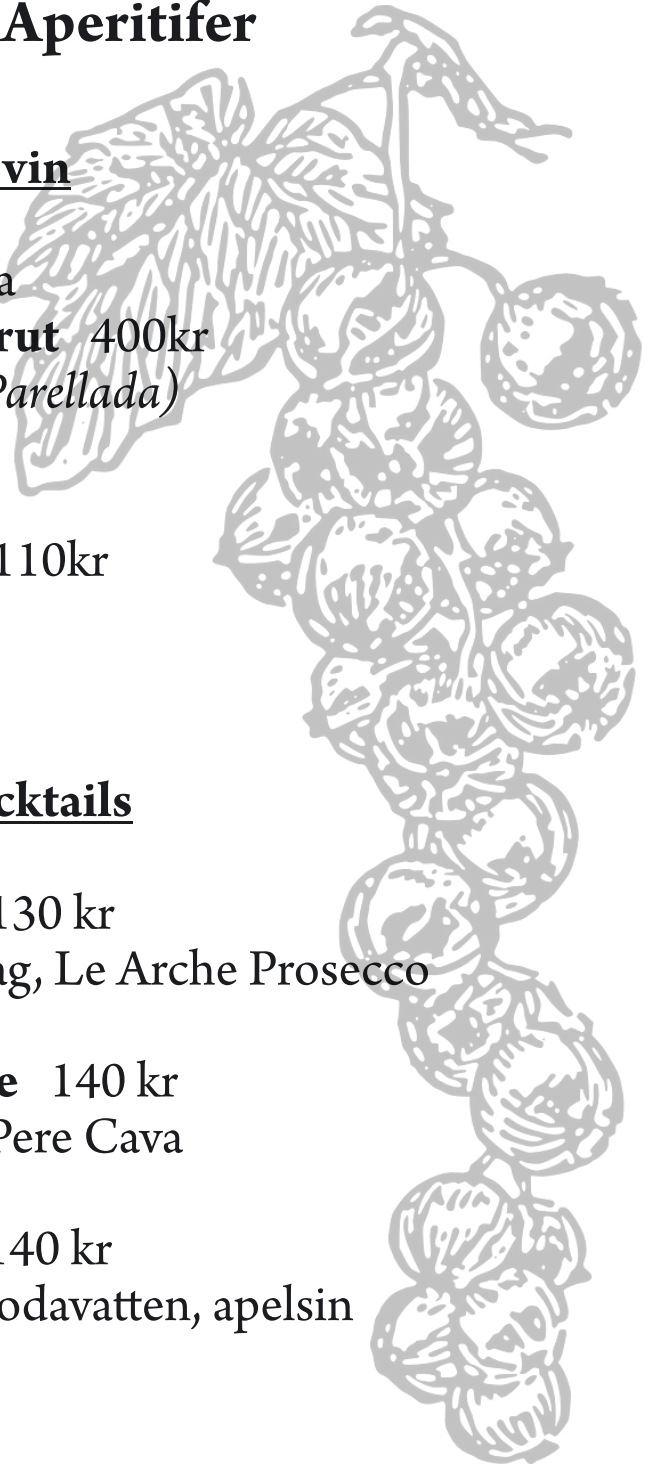 Aperitifer
vin
a
rut 400kr
Parellada)
110kr
cktails
130 kr
ag, Le Arche Prosecco
e 140 kr
Pere Cava
140 kr
odavatten, apelsin